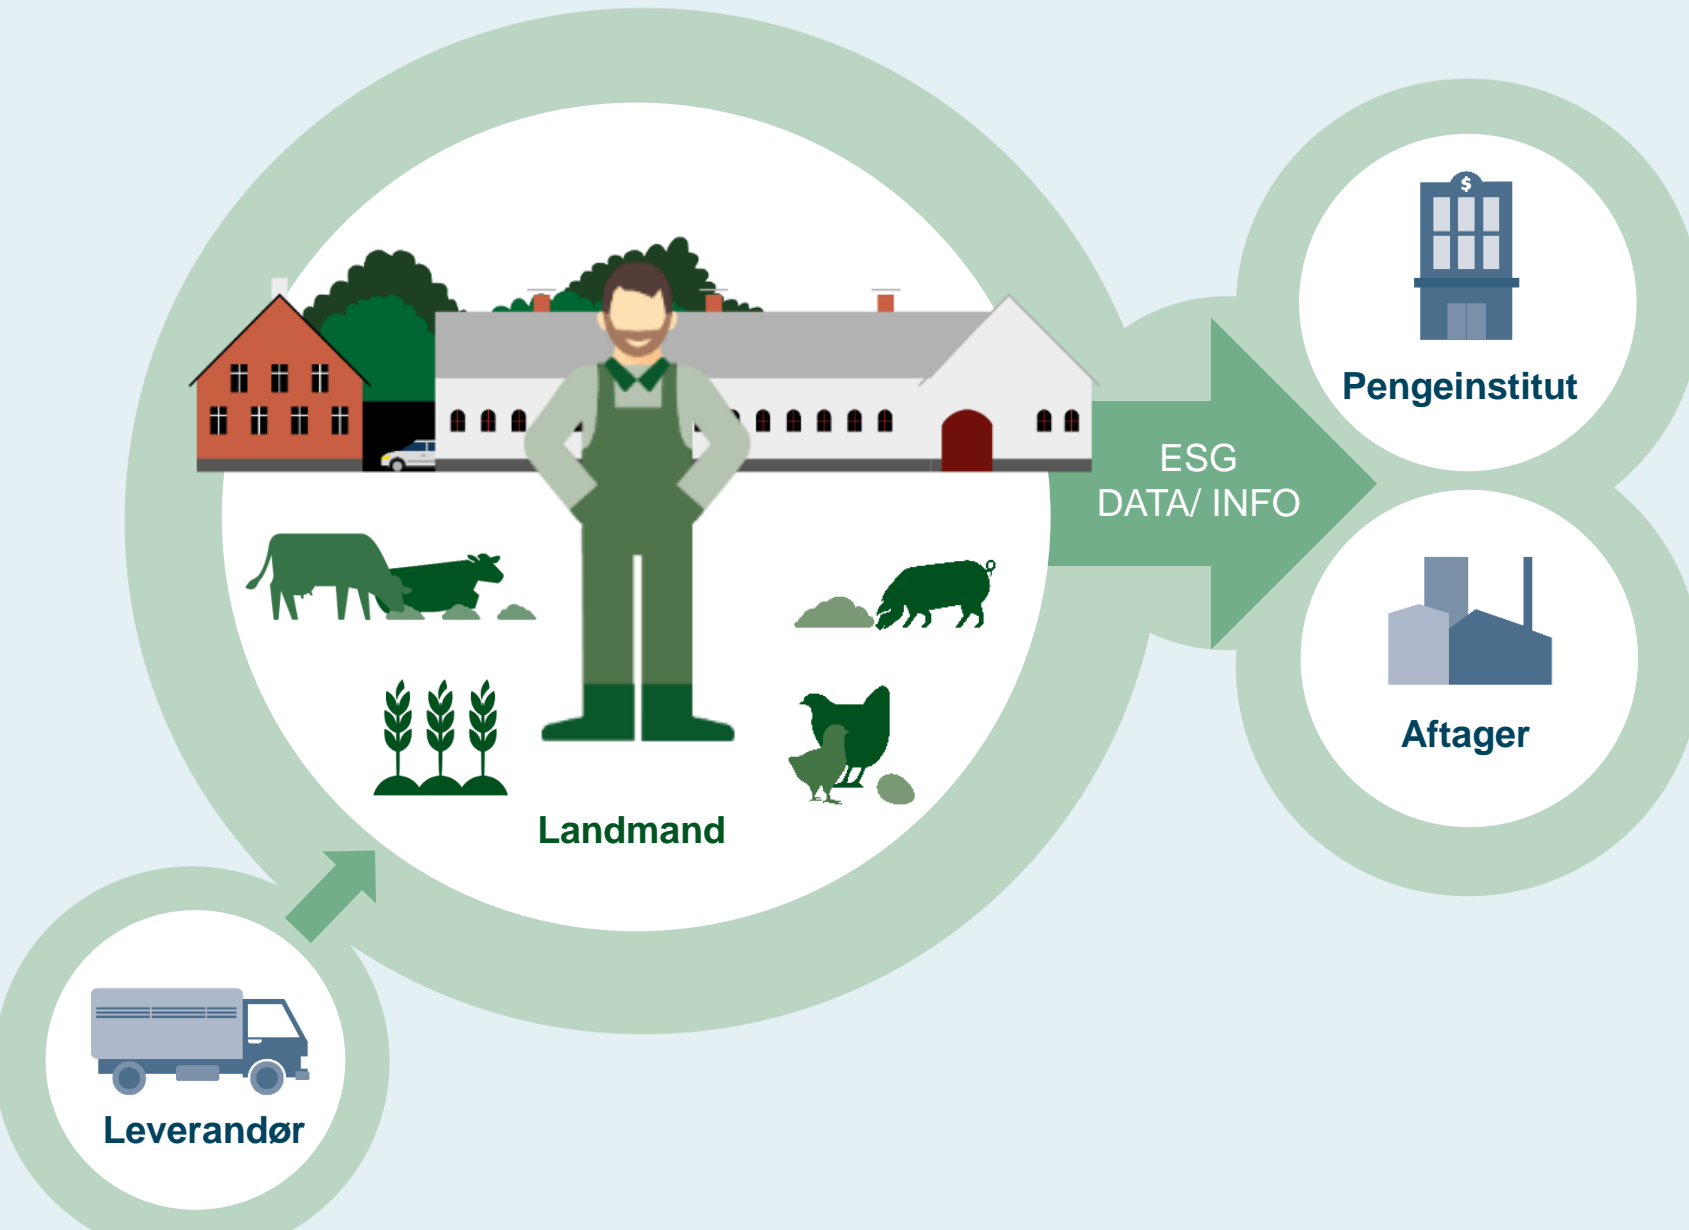 $
Pengeinstitut
ESG
DATA/ INFO
Aftager
Landmand
Leverandør